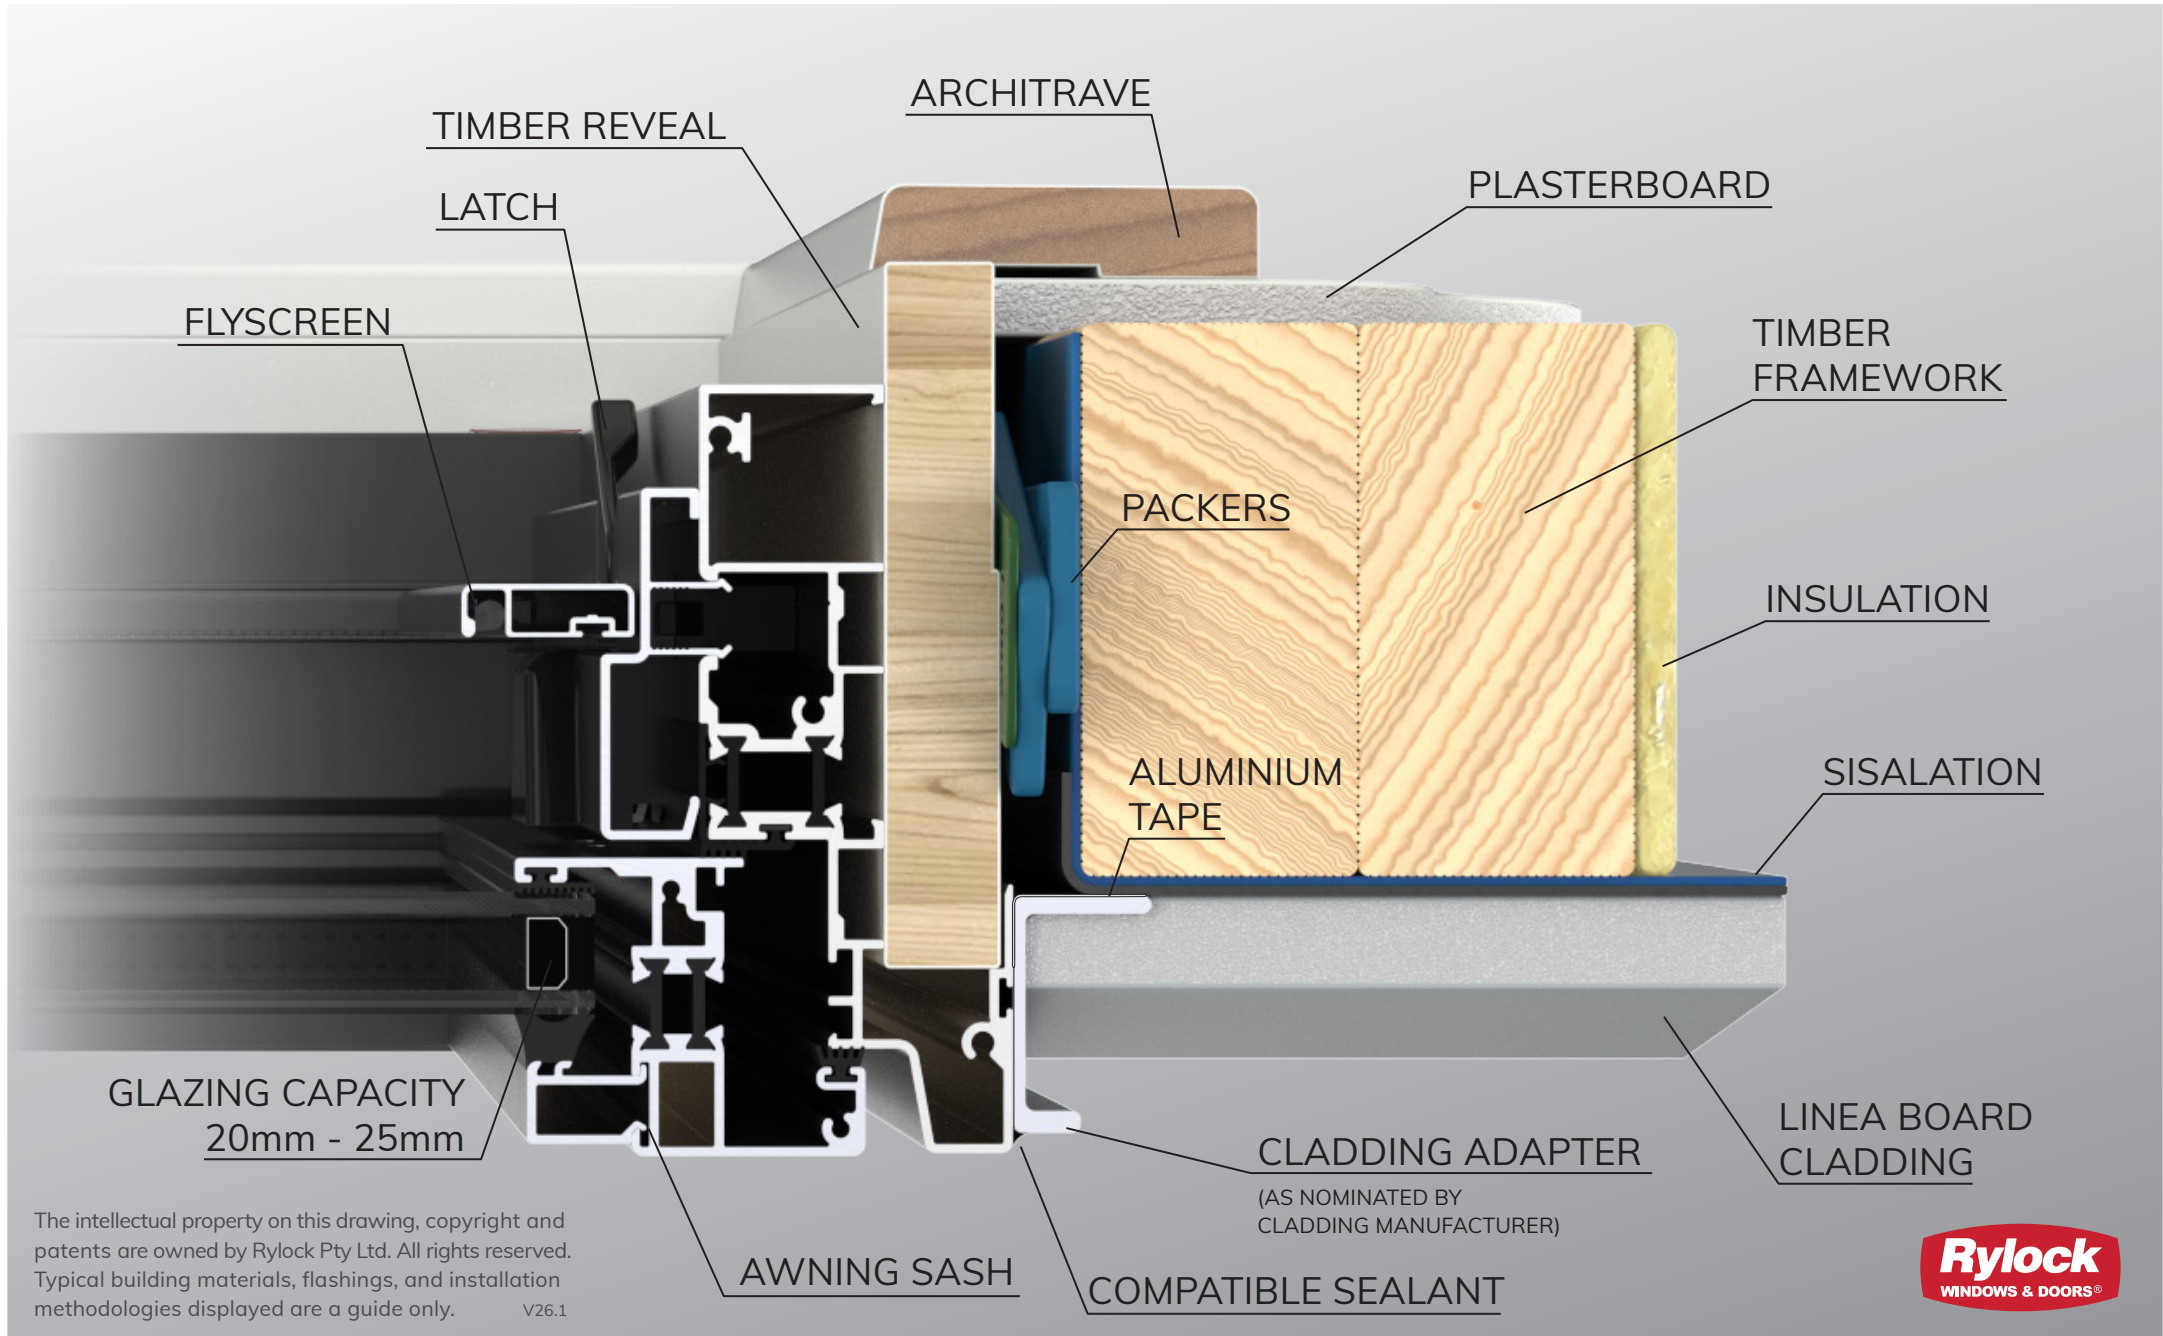 ARCHITRAVE
TIMBER REVEAL
PLASTERBOARD
LATCH
FLYSCREEN
TIMBER
FRAMEWORK
PACKERS
INSULATION
ALUMINIUM
TAPE
SISALATION
GLAZING CAPACITY
20mm - 25mm
LINEA BOARD
CLADDING
CLADDING ADAPTER
(AS NOMINATED BY
CLADDING MANUFACTURER)
AWNING SASH
COMPATIBLE SEALANT
The intellectual property on this drawing, copyright and
patents are owned by Rylock Pty Ltd. All rights reserved.
Typical building materials, flashings, and installation
methodologies displayed are a guide only. V26.1
Rylock
WINDOWS & DOORS®